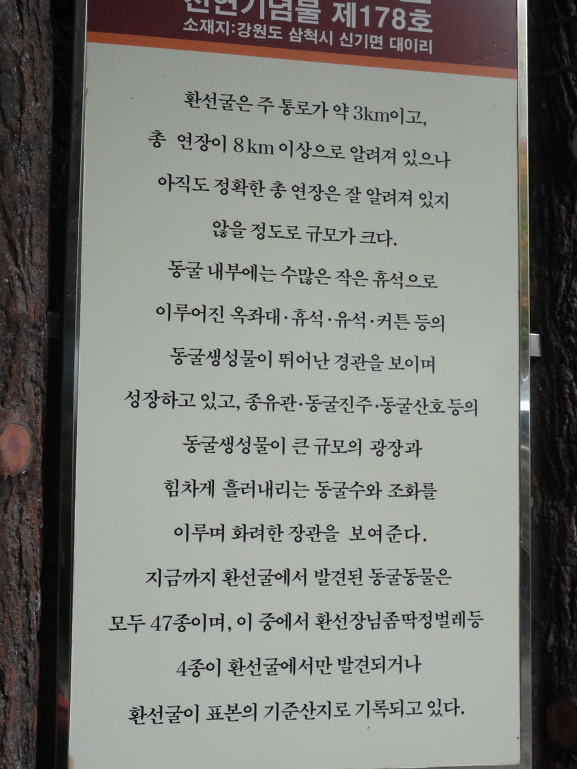 천연기념물 제178호
소재지:강원도 삼척시 신기면 대이리
환선굴은 주 통로가 약 3km이고,
총 연장이 8km 이상으로 알려져 있으나
아직도 정확한 총 연장은 잘 알려져 있지
않을 정도로 규모가 크다.
동굴 내부에는 수많은 작은 휴석으로
이루어진 옥좌대·휴석·유석·커튼 등의
동굴생성물이 뛰어난 경관을 보이며
성장하고 있고, 종유관·동굴진주·동굴산호 등의
동굴생성물이 큰 규모의 광장과
힘차게 흘러내리는 동굴수와 조화를
이루며 화려한 장관을 보여준다.
지금까지 환선굴에서 발견된 동굴동물은
모두 47종이며, 이 중에서 환선장님좀딱정벌레등
4종이 환선굴에서만 발견되거나
환선굴이 표본의 기준산지로 기록되고 있다.